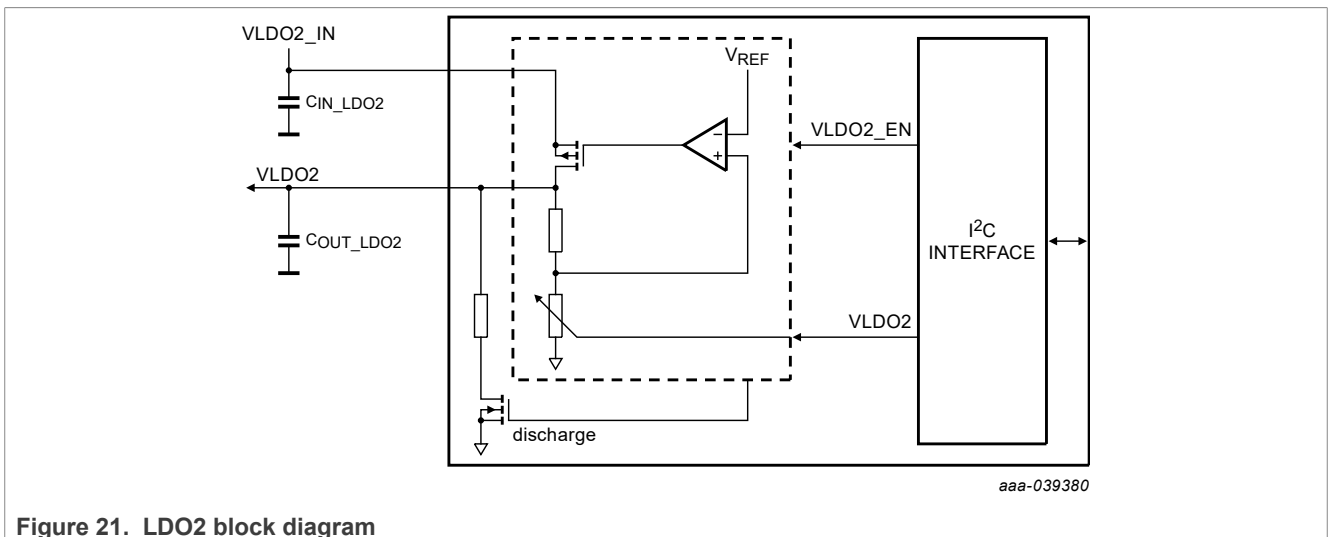 VLDO2_IN
CIN_LDO2
VREF
−
+
VLDO2_EN
VLDO2
COUT_LDO2
I2C
INTERFACE
VLDO2
discharge
aaa-039380
Figure 21. LDO2 block diagram